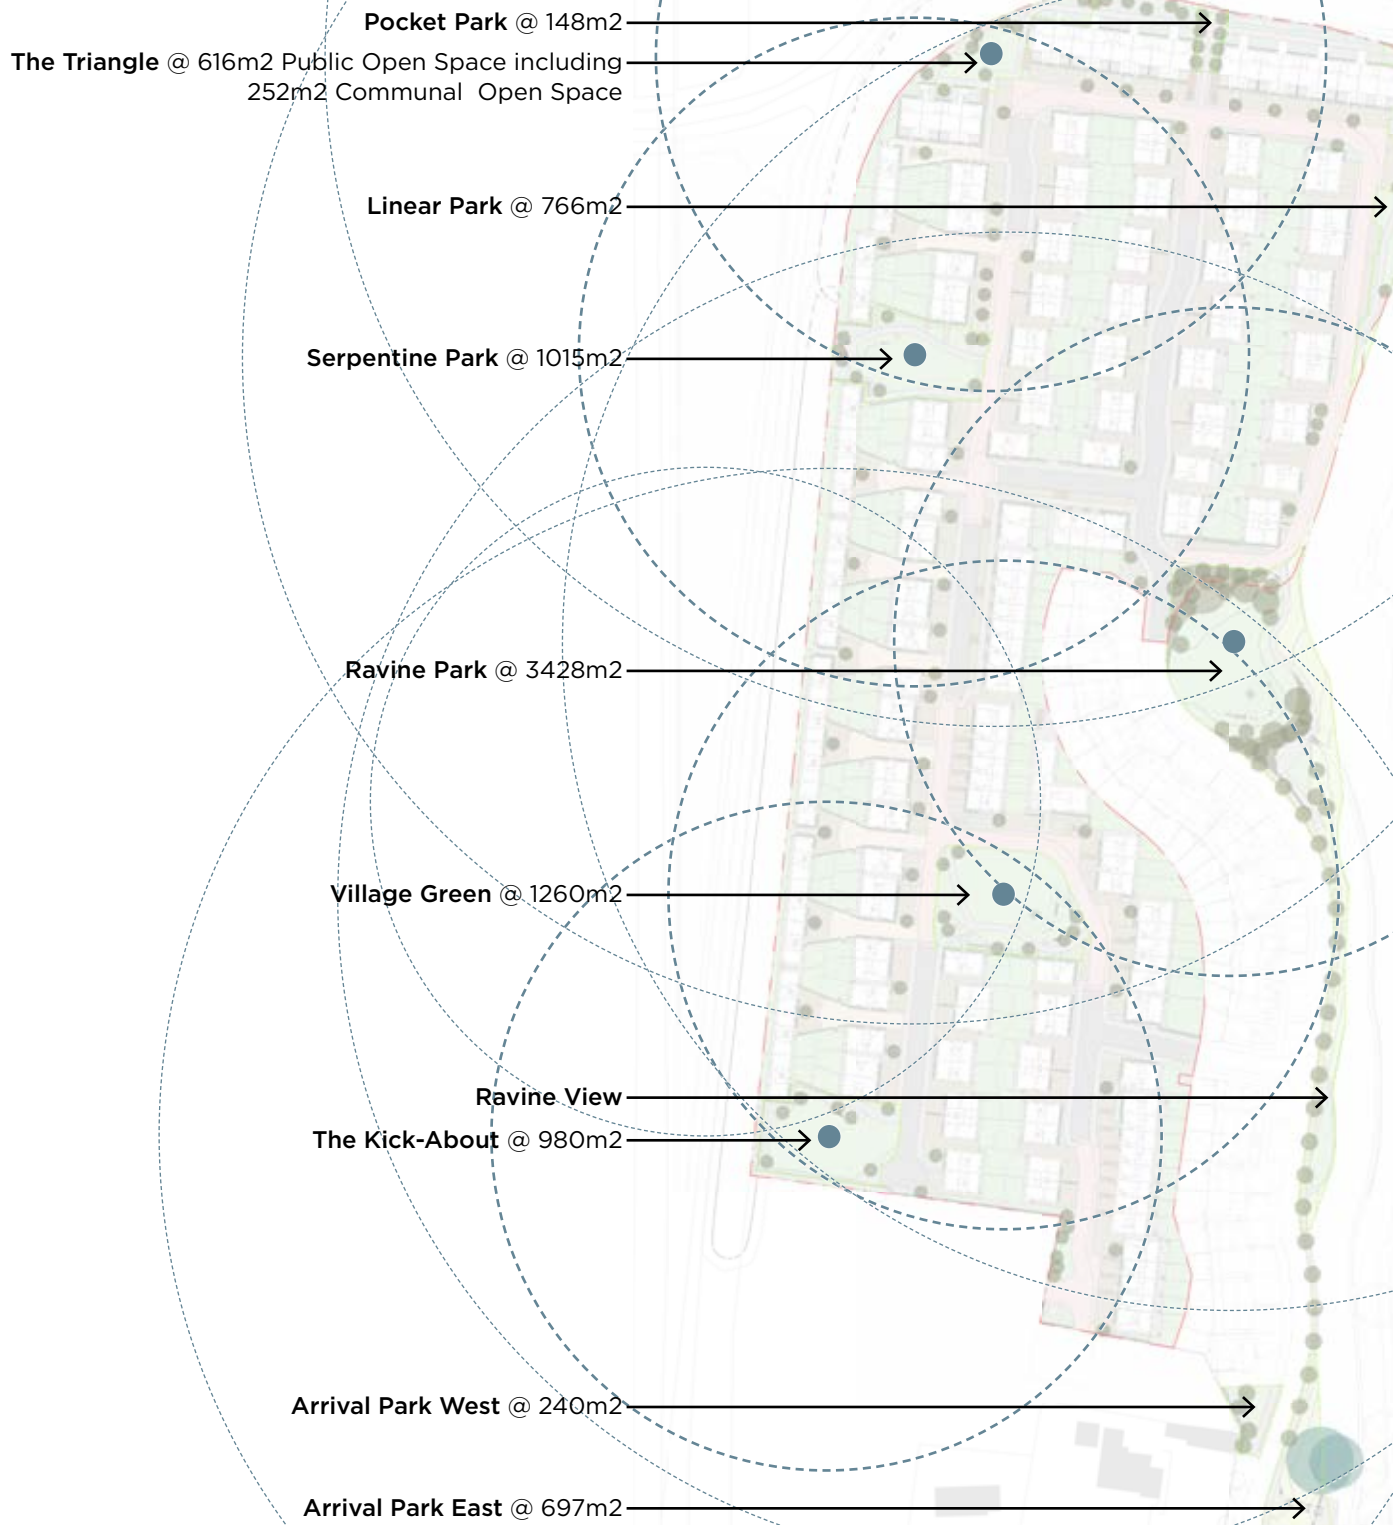 Pocket Park @ 148m2
The Triangle @ 616m2 Public Open Space including
252m2 Communal Open Space
Linear Park @ 766m2
Serpentine Park @ 1015m2
Ravine Park @ 3428m2
Village Green @ 1260m2
Ravine View
The Kick-About @ 980m2
Arrival Park West @ 240m2
Arrival Park East @ 697m2